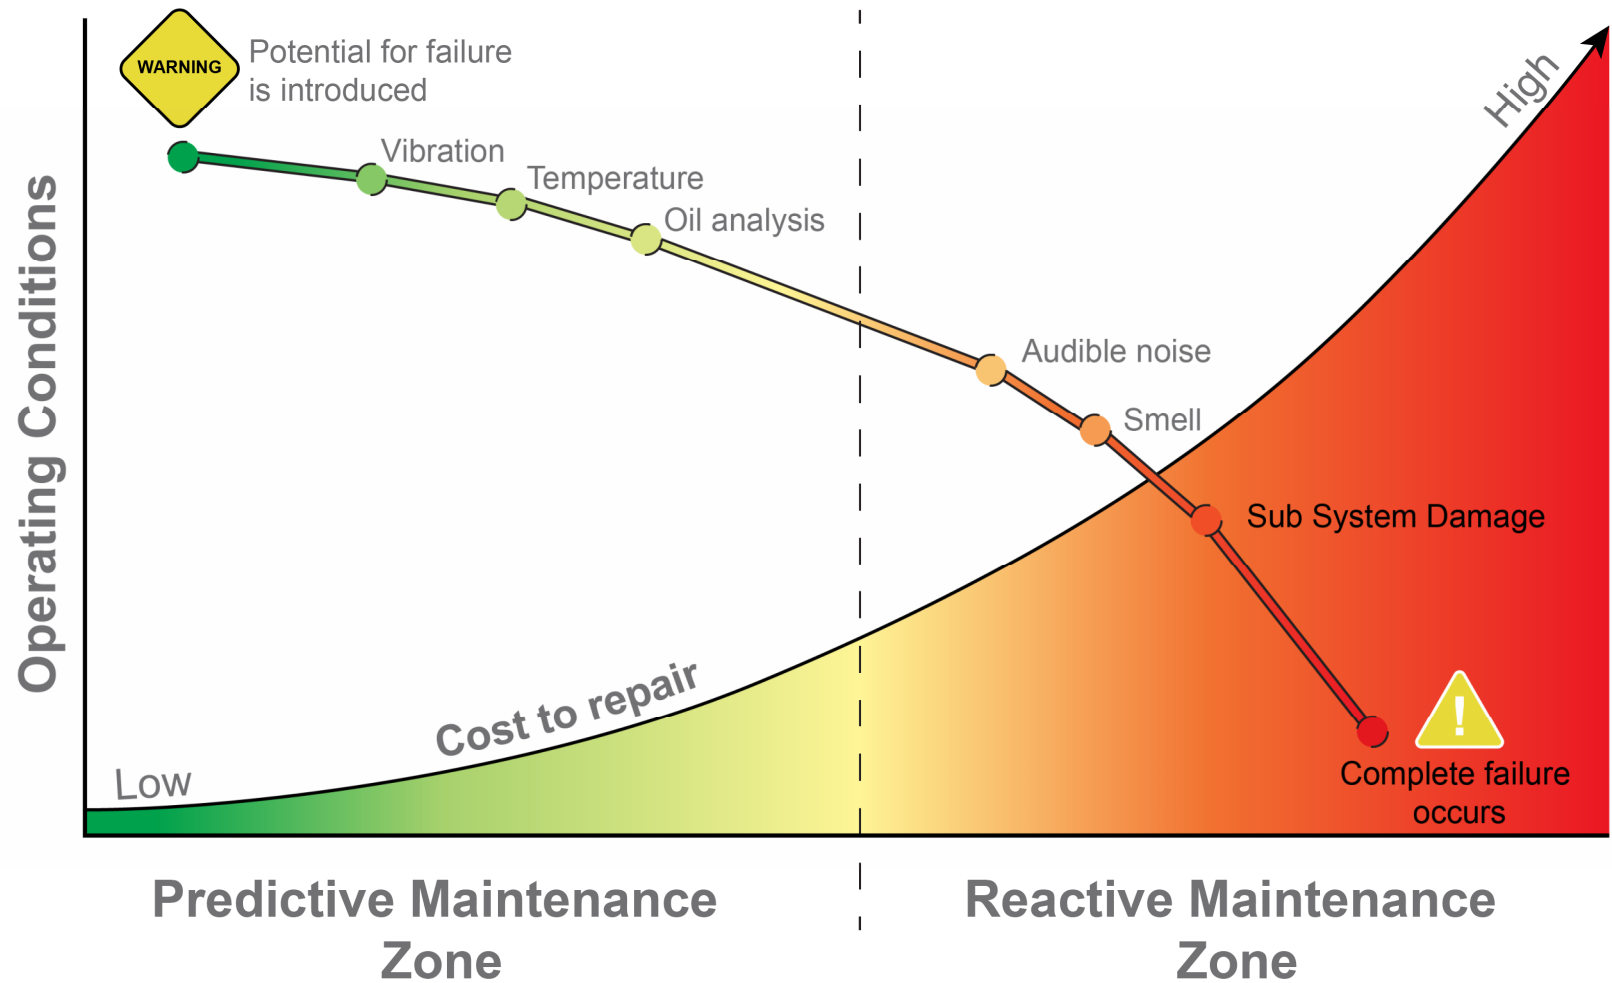 WARNING
Potential for failure
is introduced
Vibration
Temperature
Oil analysis
Audible noise
Smell
Sub System Damage
!
Complete failure
occurs
High
Cost to repair
Low
Operating Conditions
Predictive Maintenance
Zone
Reactive Maintenance
Zone